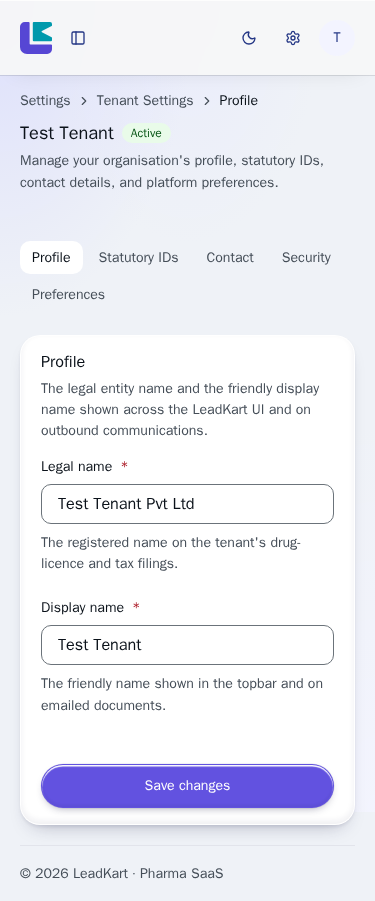 T
Settings > Tenant Settings > Profile
Test Tenant Active
Manage your organisation's profile, statutory IDs,
contact details, and platform preferences.
Profile Statutory IDs Contact Security
Preferences
Profile
The legal entity name and the friendly display
name shown across the LeadKart UI and on
outbound communications.
Legal name *
Test Tenant Pvt Ltd
The registered name on the tenant's drug-
licence and tax filings.
Display name *
Test Tenant
The friendly name shown in the topbar and on
emailed documents.
Save changes
© 2026 LeadKart · Pharma SaaS